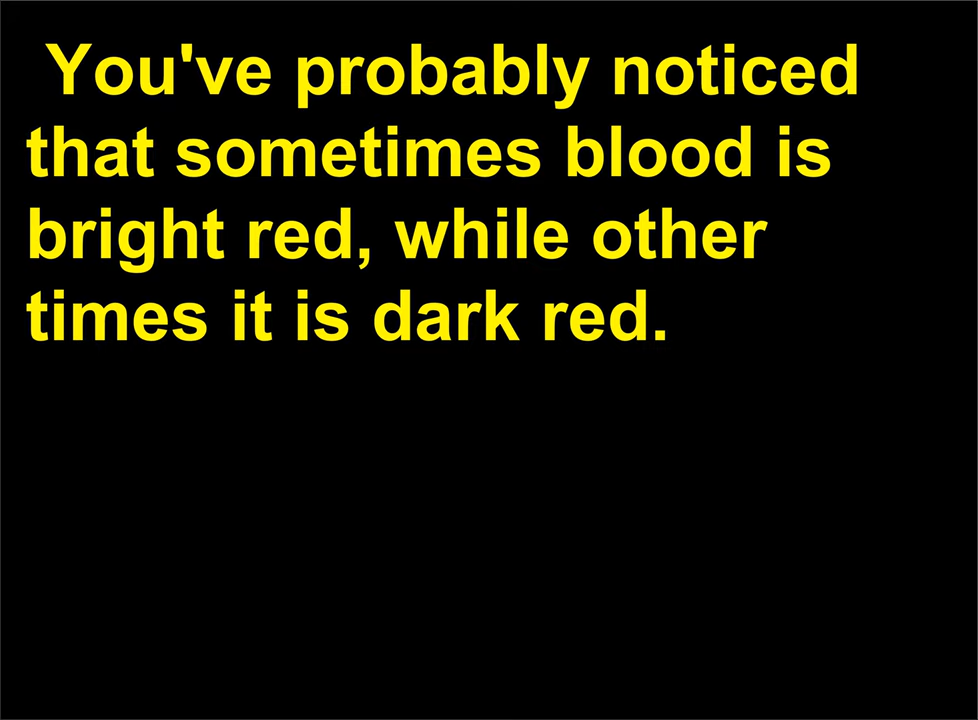 You've probably noticed
that sometimes blood is
bright red, while other
times it is dark red.